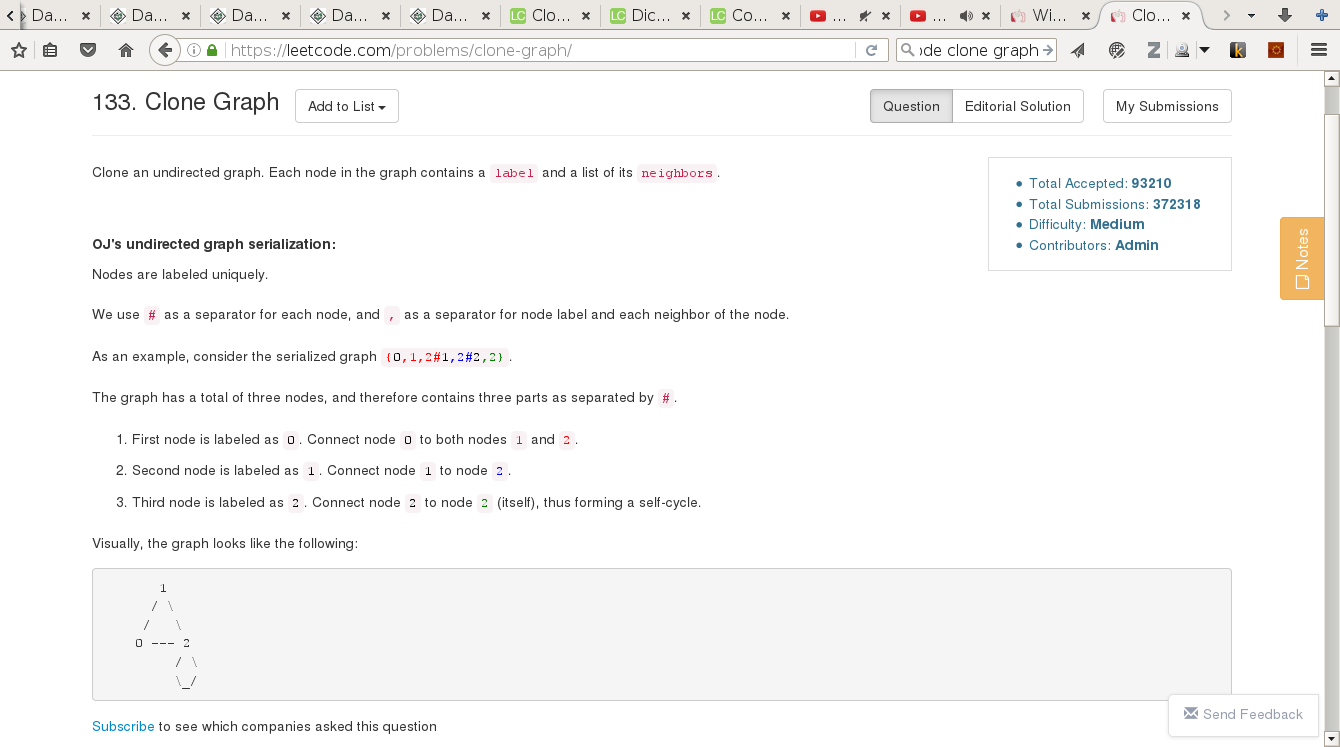 Da... Da... Da... Da... Da... Clo... Dic... Co... ... ... Wi... Clo...
https://leetcode.com/problems/clone-graph/ ode clone graph
133. Clone Graph Add to List Question Editorial Solution My Submissions
Clone an undirected graph. Each node in the graph contains a label and a list of its neighbors.
Total Accepted: 93210
Total Submissions: 372318
Difficulty: Medium
Contributors: Admin
Notes
OJ's undirected graph serialization:
Nodes are labeled uniquely.
We use # as a separator for each node, and , as a separator for node label and each neighbor of the node.
As an example, consider the serialized graph {0,1,2#1,2#2,2}.
The graph has a total of three nodes, and therefore contains three parts as separated by #.
1. First node is labeled as 0. Connect node 0 to both nodes 1 and 2.
2. Second node is labeled as 1. Connect node 1 to node 2.
3. Third node is labeled as 2. Connect node 2 to node 2 (itself), thus forming a self-cycle.
Visually, the graph looks like the following:
1
/ \
/ \
0 --- 2
/ \
\_/
Subscribe to see which companies asked this question
Send Feedback